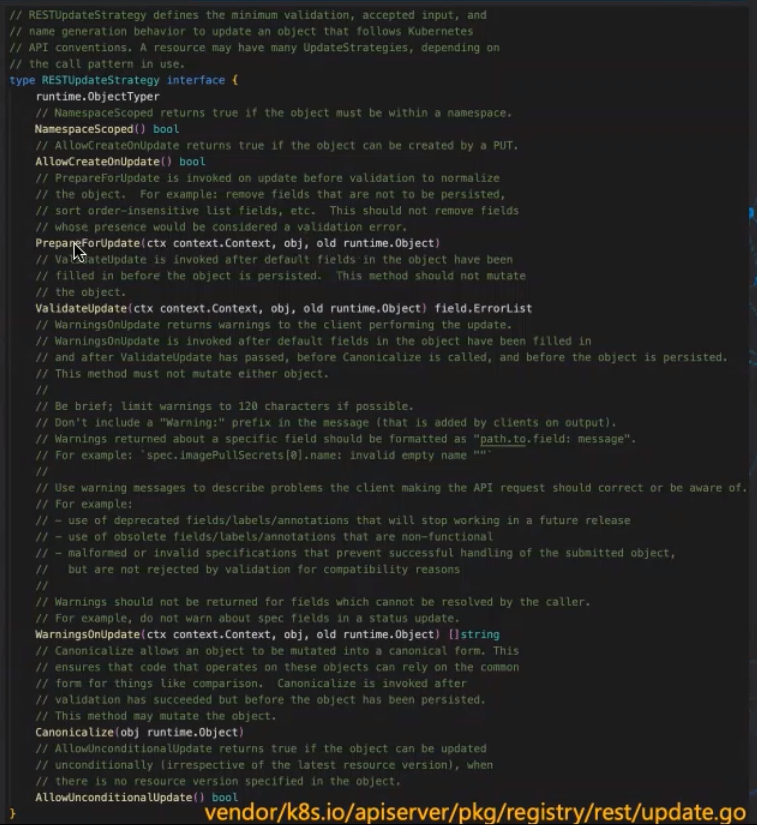 // RESTUpdateStrategy defines the minimum validation, accepted input, and
// name generation behavior to update an object that follows Kubernetes
// API conventions. A resource may have many UpdateStrategies, depending on
// the call pattern in use.
type RESTUpdateStrategy interface {
    runtime.ObjectTyper
    // NamespaceScoped returns true if the object must be within a namespace.
    NamespaceScoped() bool
    // AllowCreateOnUpdate returns true if the object can be created by a PUT.
    AllowCreateOnUpdate() bool
    // PrepareForUpdate is invoked on update before validation to normalize
    // the object.  For example: remove fields that are not to be persisted,
    // sort order-insensitive list fields, etc.  This should not remove fields
    // whose presence would be considered a validation error.
    PrepareForUpdate(ctx context.Context, obj, old runtime.Object)
    // ValidateUpdate is invoked after default fields in the object have been
    // filled in before the object is persisted.  This method should not mutate
    // the object.
    ValidateUpdate(ctx context.Context, obj, old runtime.Object) field.ErrorList
    // WarningsOnUpdate returns warnings to the client performing the update.
    // WarningsOnUpdate is invoked after default fields in the object have been filled in
    // and after ValidateUpdate has passed, before Canonicalize is called, and before the object is persisted.
    // This method must not mutate either object.
    //
    // Be brief; limit warnings to 120 characters if possible.
    // Don't include a "Warning:" prefix in the message (that is added by clients on output).
    // Warnings returned about a specific field should be formatted as "path.to.field: message".
    // For example: `spec.imagePullSecrets[0].name: invalid empty name ""`
    //
    // Use warning messages to describe problems the client making the API request should correct or be aware of.
    // For example:
    // - use of deprecated fields/labels/annotations that will stop working in a future release
    // - use of obsolete fields/labels/annotations that are non-functional
    // - malformed or invalid specifications that prevent successful handling of the submitted object,
    //   but are not rejected by validation for compatibility reasons
    //
    // Warnings should not be returned for fields which cannot be resolved by the caller.
    // For example, do not warn about spec fields in a status update.
    WarningsOnUpdate(ctx context.Context, obj, old runtime.Object) []string
    // Canonicalize allows an object to be mutated into a canonical form. This
    // ensures that code that operates on these objects can rely on the common
    // form for things like comparison.  Canonicalize is invoked after
    // validation has succeeded but before the object has been persisted.
    // This method may mutate the object.
    Canonicalize(obj runtime.Object)
    // AllowUnconditionalUpdate returns true if the object can be updated
    // unconditionally (irrespective of the latest resource version), when
    // there is no resource version specified in the object.
    AllowUnconditionalUpdate() bool
}
vendor/k8s.io/apiserver/pkg/registry/rest/update.go